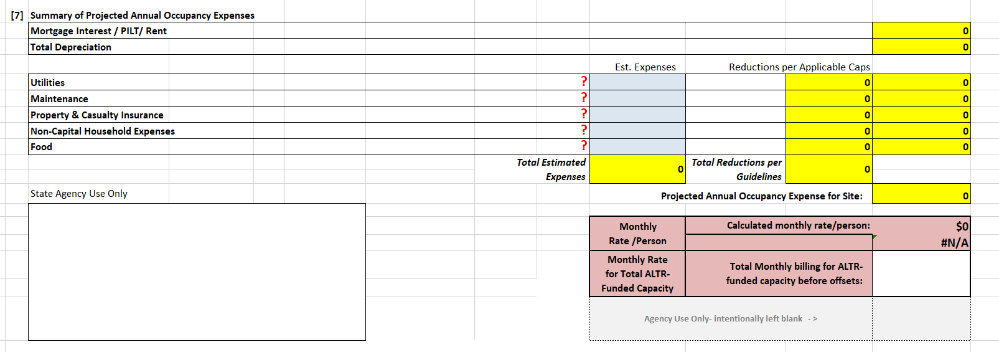 [7] Summary of Projected Annual Occupancy Expenses
Mortgage Interest / PILT/ Rent 0
Total Depreciation 0
Est. Expenses Reductions per Applicable Caps
Utilities ? 0 0
Maintenance ? 0 0
Property & Casualty Insurance ? 0 0
Non-Capital Household Expenses ? 0 0
Food ? 0 0
Total Estimated
Expenses
0
Total Reductions per
Guidelines
0
State Agency Use Only
Projected Annual Occupancy Expense for Site: 0
Monthly
Rate /Person
Calculated monthly rate/person: $0
#N/A
Monthly Rate
for Total ALTR-
Funded Capacity
Total Monthly billing for ALTR-
funded capacity before offsets:
Agency Use Only- intentionally left blank - >